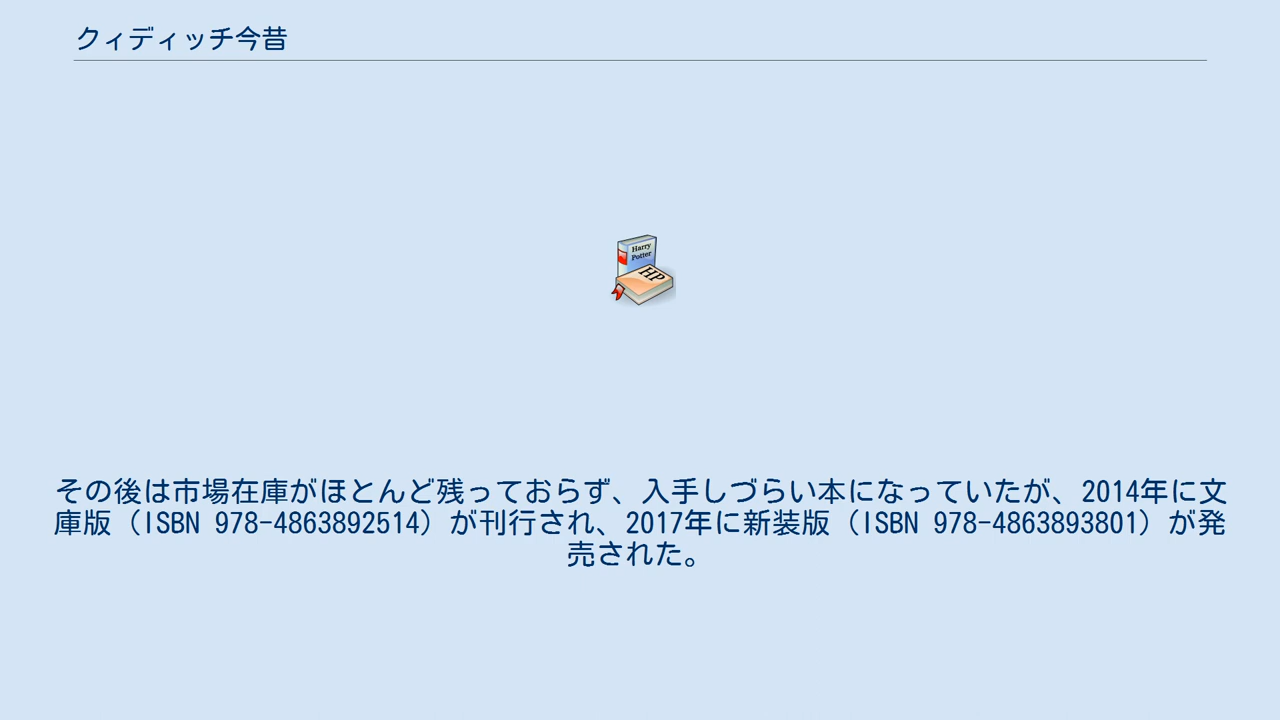 クィディッチ今昔
Harry
Potter
HP
その後は市場在庫がほとんど残っておらず、入手しづらい本になっていたが、2014年に文
庫版（ISBN 978-4863892514）が刊行され、2017年に新装版（ISBN 978-4863893801）が発
売された。